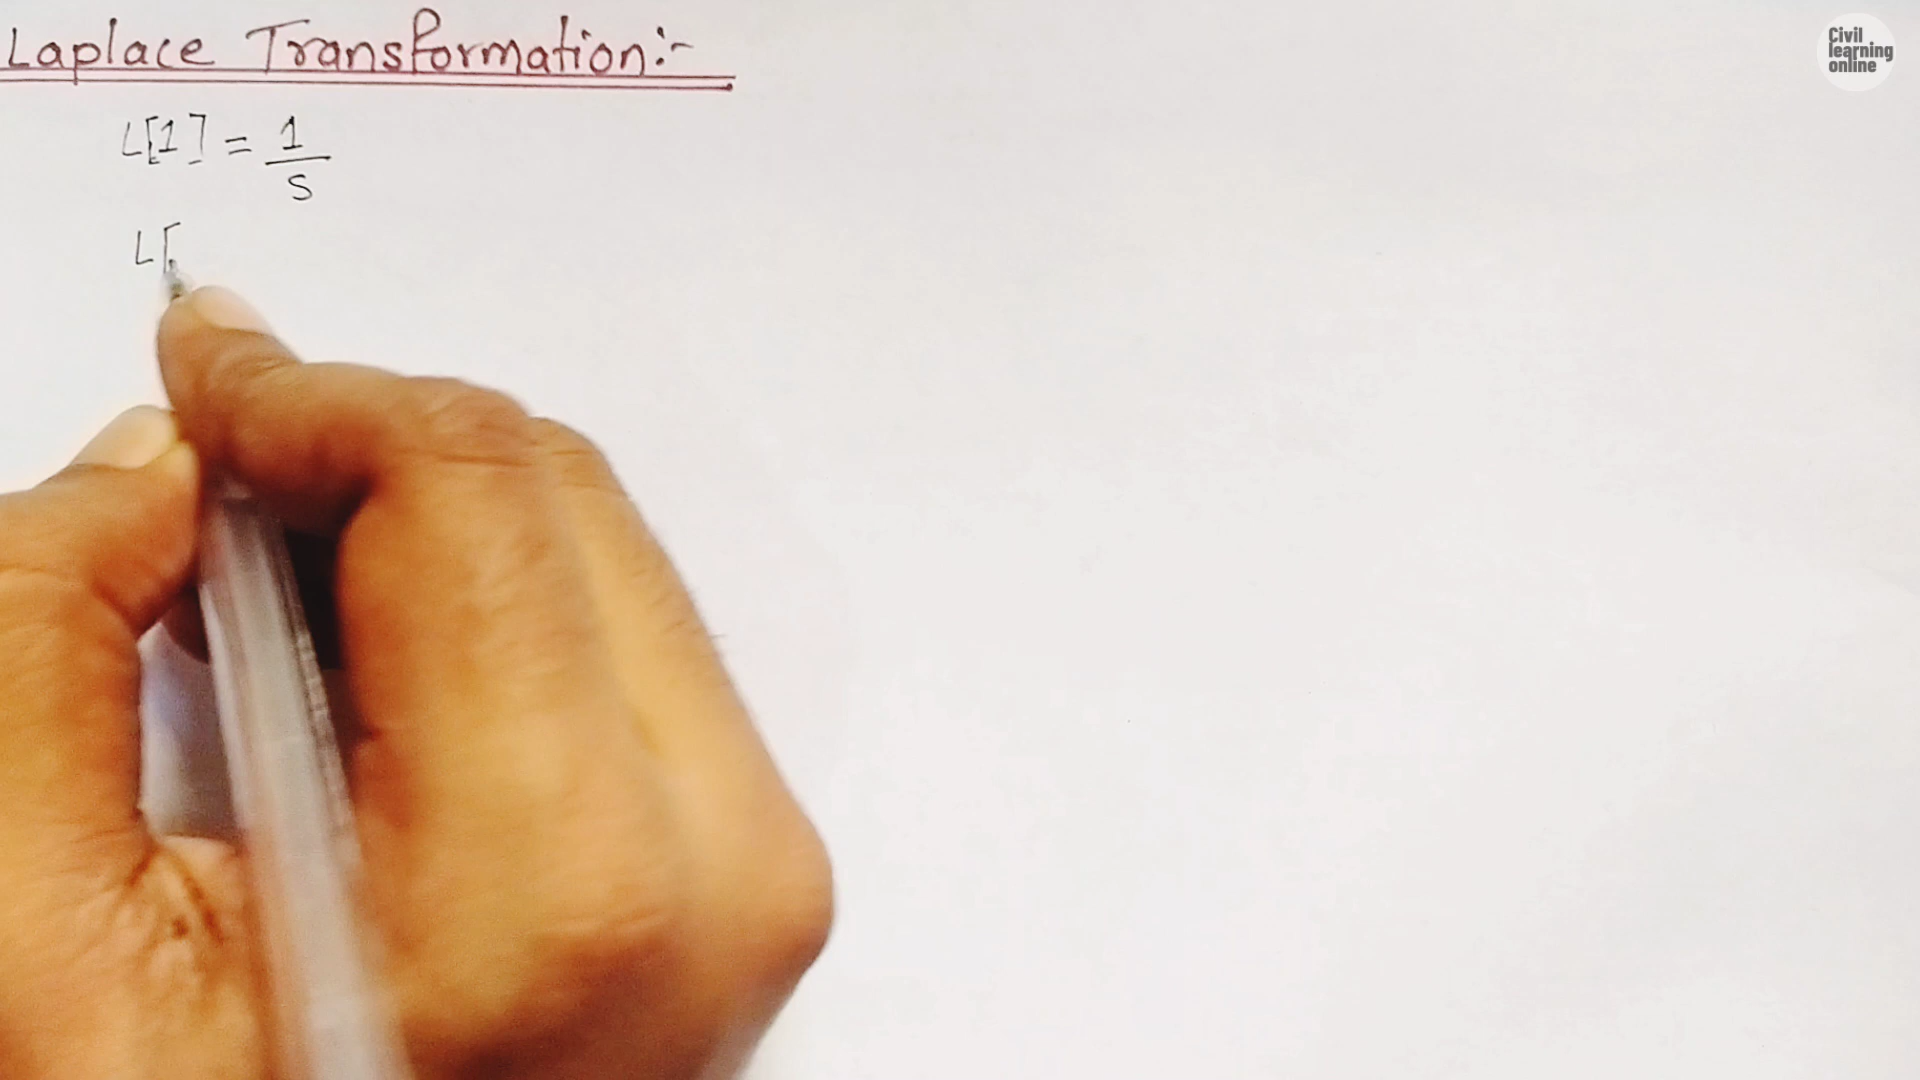 Laplace Transformation:-
L[1] = 1/S
L[
Civil
learning
online